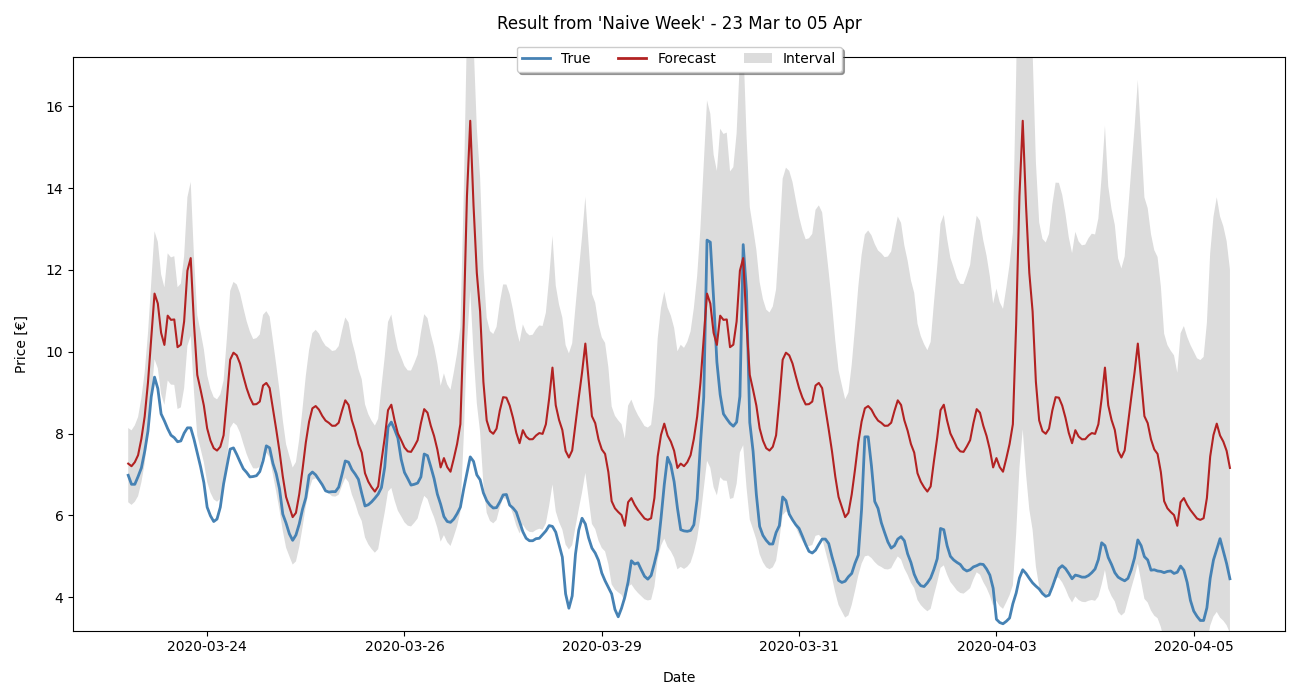 Result from 'Naive Week' - 23 Mar to 05 Apr
True Forecast Interval
16
14
12
10
8
6
4
Price [€]
2020-03-24 2020-03-26 2020-03-29 2020-03-31 2020-04-03 2020-04-05
Date